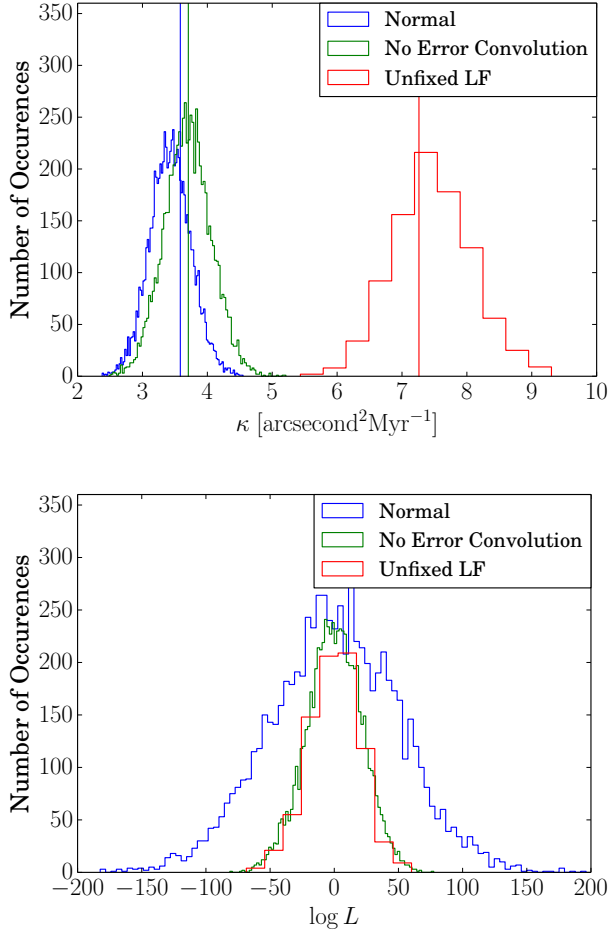 350
300
250
200
150
100
50
0
Number of Occurences
Normal
No Error Convolution
Unfixed LF
2 3 4 5 6 7 8 9 10
κ [arcsecond²Myr⁻¹]
350
300
250
200
150
100
50
0
Number of Occurences
Normal
No Error Convolution
Unfixed LF
−200 −150 −100 −50 0 50 100 150 200
log L